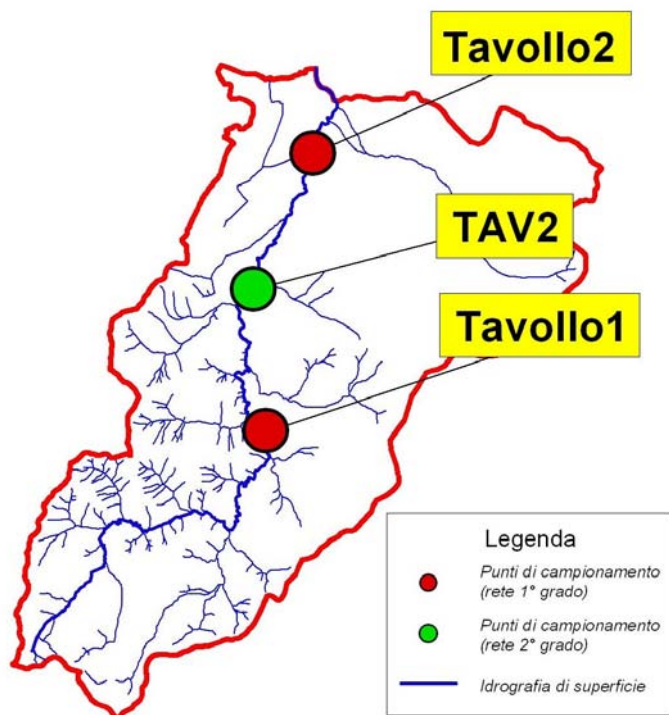 Tavollo2
TAV2
Tavollo1
Legenda
Punti di campionamento
(rete 1° grado)
Punti di campionamento
(rete 2° grado)
Idrografia di superficie